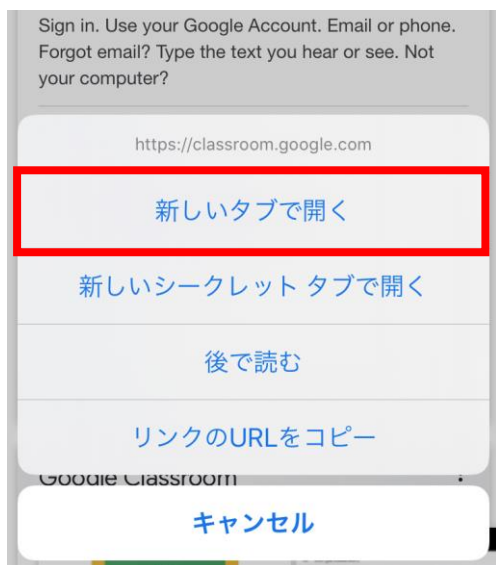 Sign in. Use your Google Account. Email or phone.
Forgot email? Type the text you hear or see. Not
your computer?
https://classroom.google.com
新しいタブで開く
新しいシークレット タブで開く
後で読む
リンクのURLをコピー
Google Classroom
キャンセル